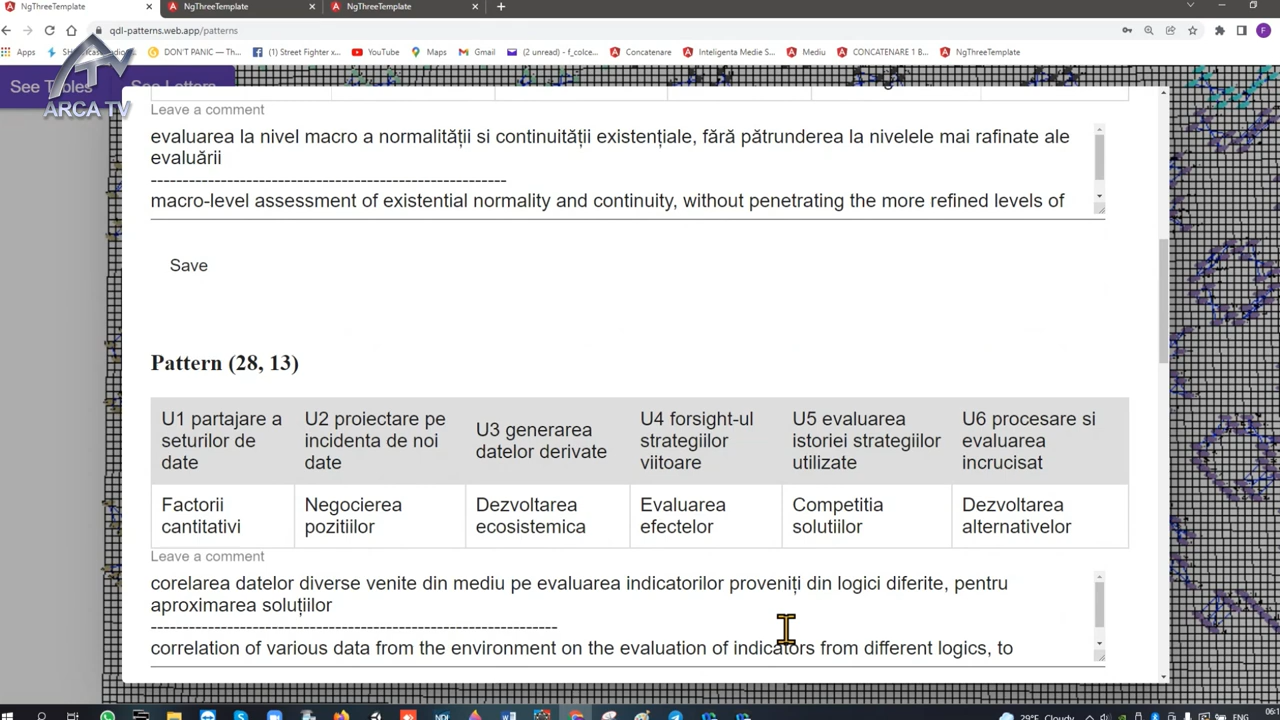 NgThreeTemplate
NgThreeTemplate
NgThreeTemplate
qdl-patterns.web.app/patterns
F
Apps
DON'T PANIC — This...
(1) Street Fighter x...
YouTube
Maps
Gmail
(2 unread) - f_colce...
Concatenare
Inteligenta Medie S...
Mediu
CONCATENARE 1 B...
NgThreeTemplate
See Tables
See Letters
ARCA TV
Leave a comment
evaluarea la nivel macro a normalității si continuității existențiale, fără pătrunderea la nivelele mai rafinate ale
evaluării
--------------------------------------------------------
macro-level assessment of existential normality and continuity, without penetrating the more refined levels of
Save
Pattern (28, 13)
U1 partajare a seturilor de date
U2 proiectare pe incidenta de noi date
U3 generarea datelor derivate
U4 forsight-ul strategiilor viitoare
U5 evaluarea istoriei strategiilor utilizate
U6 procesare si evaluarea incrucisat
Factorii cantitativi
Negocierea pozitiilor
Dezvoltarea ecosistemica
Evaluarea efectelor
Competitia solutiilor
Dezvoltarea alternativelor
Leave a comment
corelarea datelor diverse venite din mediu pe evaluarea indicatorilor proveniți din logici diferite, pentru
aproximarea soluțiilor
----------------------------------------------------------------
correlation of various data from the environment on the evaluation of indicators from different logics, to
29°F Cloudy
ENG